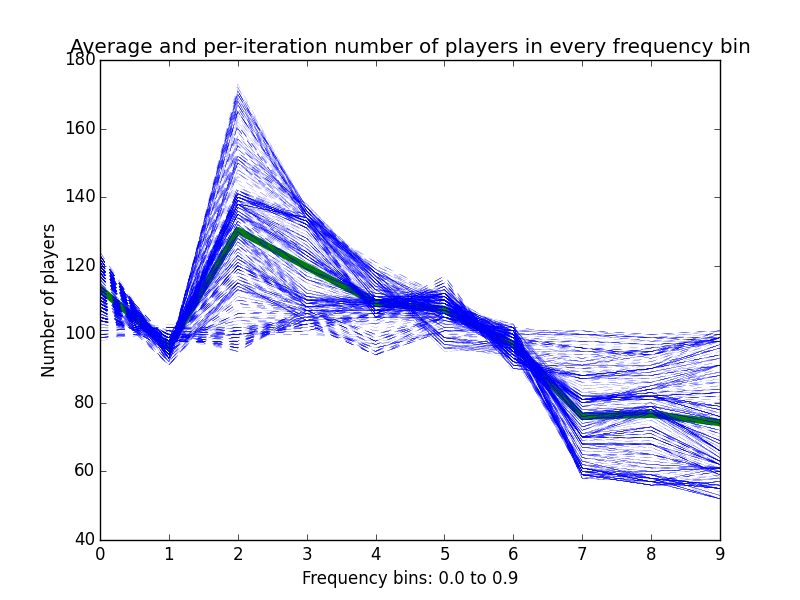 Average and per-iteration number of players in every frequency bin
180
160
140
120
100
80
60
40
Number of players
0 1 2 3 4 5 6 7 8 9
Frequency bins: 0.0 to 0.9